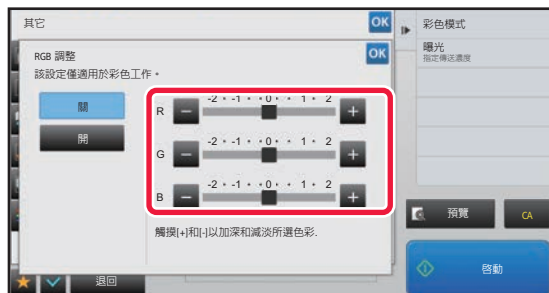 其它
OK
彩色模式
曝光
指定傳送濃度
RGB 調整
OK
該設定僅適用於彩色工作。
關
開
R - -2 · -1 · · 0 · · 1 · 2 +
G - -2 · -1 · · 0 · · 1 · 2 +
B - -2 · -1 · · 0 · · 1 · 2 +
觸摸[+]和[-]以加深和減淡所選色彩.
預覽
CA
啓動
退回